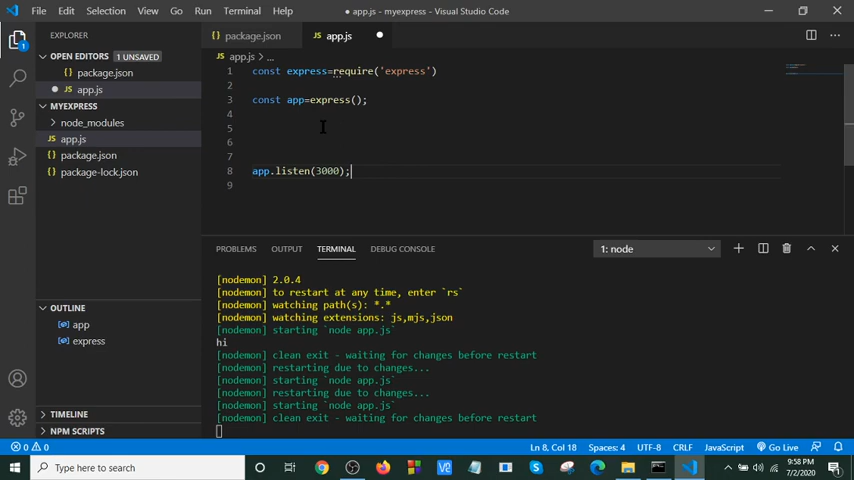 File Edit Selection View Go Run Terminal Help
● app.js - myexpress - Visual Studio Code
EXPLORER
OPEN EDITORS 1 UNSAVED
JS package.json
JS app.js
MYEXPRESS
node_modules
JS app.js
package.json
package-lock.json
OUTLINE
app
express
TIMELINE
NPM SCRIPTS
JS package.json
JS app.js
JS app.js > ...
1 const express=require('express')
2
3 const app=express();
4
5
6
7
8 app.listen(3000);
9
PROBLEMS OUTPUT TERMINAL DEBUG CONSOLE
1: node
[nodemon] 2.0.4
[nodemon] to restart at any time, enter `rs`
[nodemon] watching path(s): *.*
[nodemon] watching extensions: js,mjs,json
[nodemon] starting `node app.js`
hi
[nodemon] clean exit - waiting for changes before restart
[nodemon] restarting due to changes...
[nodemon] starting `node app.js`
[nodemon] restarting due to changes...
[nodemon] starting `node app.js`
[nodemon] clean exit - waiting for changes before restart
0 0
Ln 8, Col 18 Spaces: 4 UTF-8 CRLF JavaScript Go Live
Type here to search
9:58 PM
7/2/2020